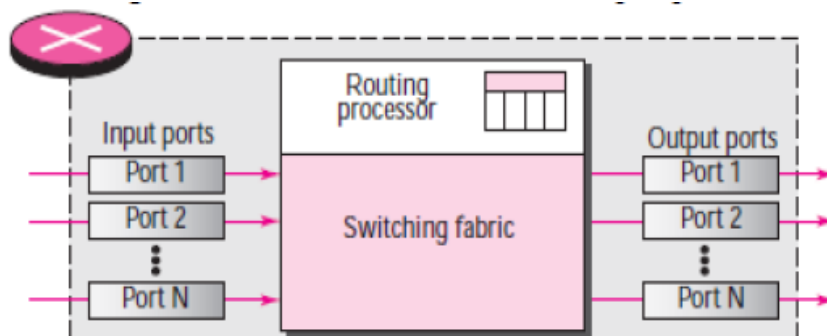 Routing
processor
Input ports
Output ports
Port 1
Port 1
Port 2
Switching fabric
Port 2
Port N
Port N